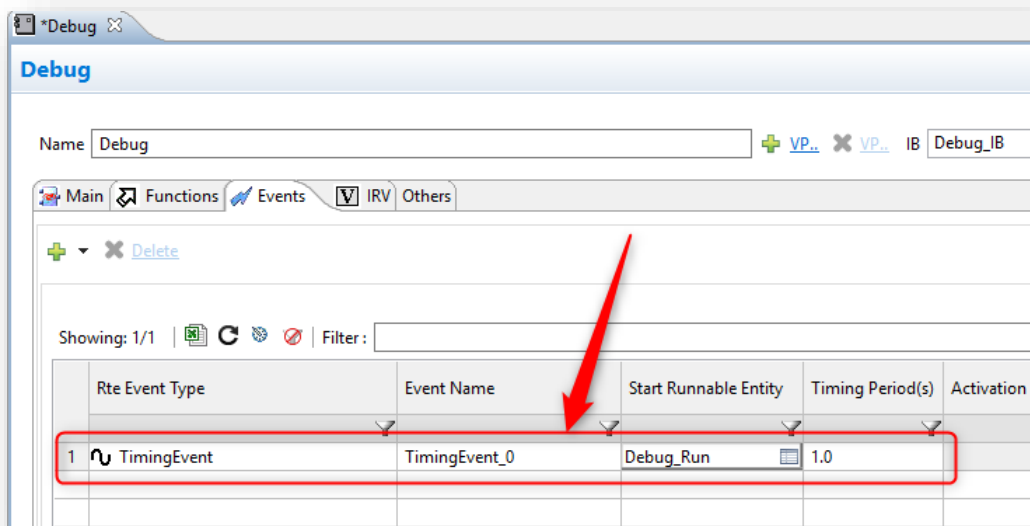 *Debug
Debug
Name Debug VP.. VP.. IB Debug_IB
Main Functions Events V IRV Others
Delete
Showing: 1/1 Filter :
Rte Event Type Event Name Start Runnable Entity Timing Period(s) Activation
1 TimingEvent TimingEvent_0 Debug_Run 1.0